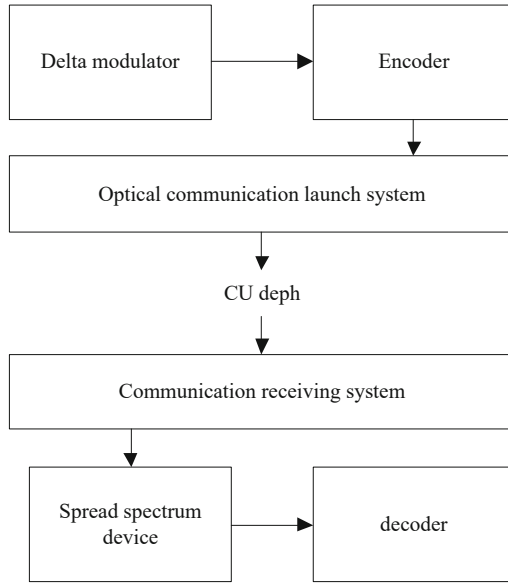 Delta modulator
Encoder
Optical communication launch system
CU deph
Communication receiving system
Spread spectrum
device
decoder